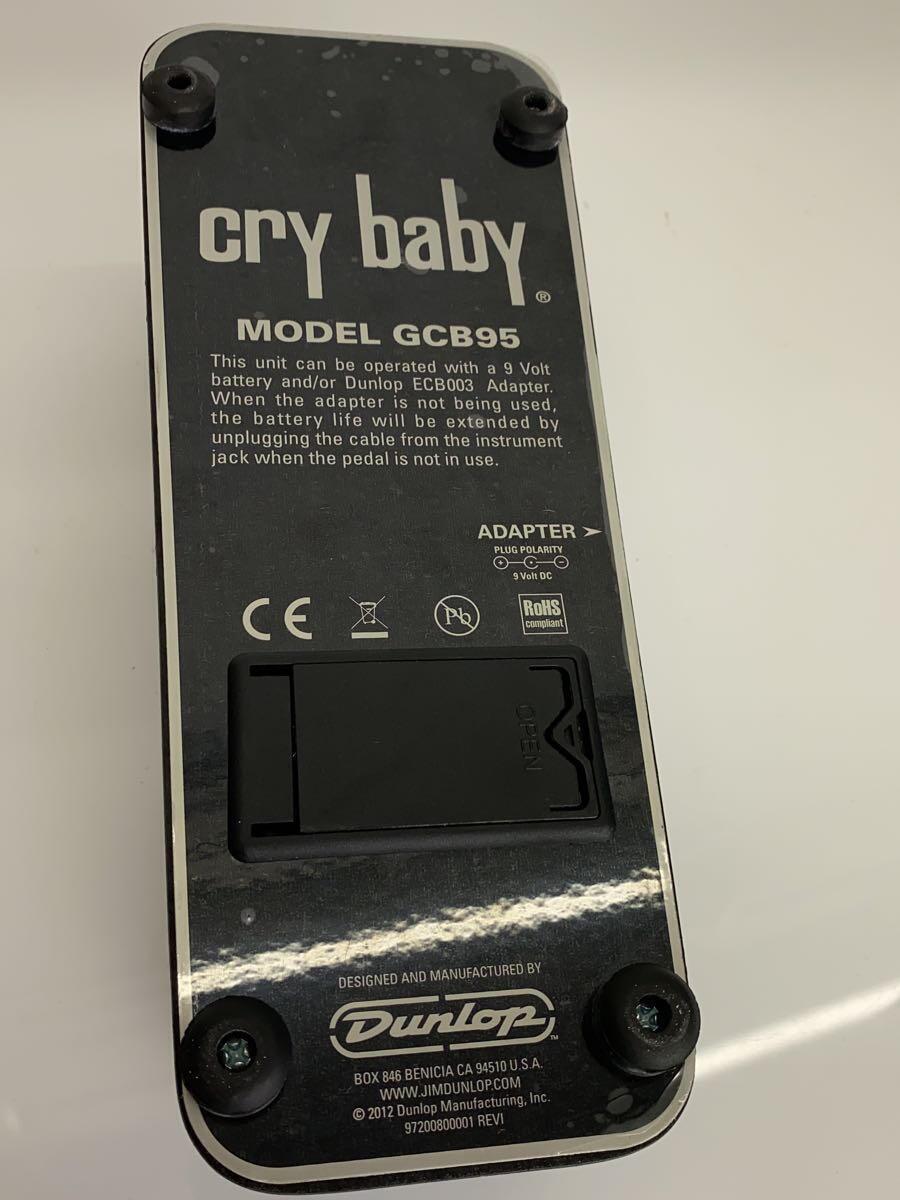 cry baby®
MODEL GCB95
This unit can be operated with a 9 Volt
battery and/or Dunlop ECB003 Adapter.
When the adapter is not being used,
the battery life will be extended by
unplugging the cable from the instrument
jack when the pedal is not in use.
ADAPTER ➤
PLUG POLARITY
+ C -
9 Volt DC
CE
Pb
RoHS
compliant
OPEN
DESIGNED AND MANUFACTURED BY
Dunlop™
BOX 846 BENICIA CA 94510 U.S.A.
WWW.JIMDUNLOP.COM
© 2012 Dunlop Manufacturing, Inc.
97200800001 REVI